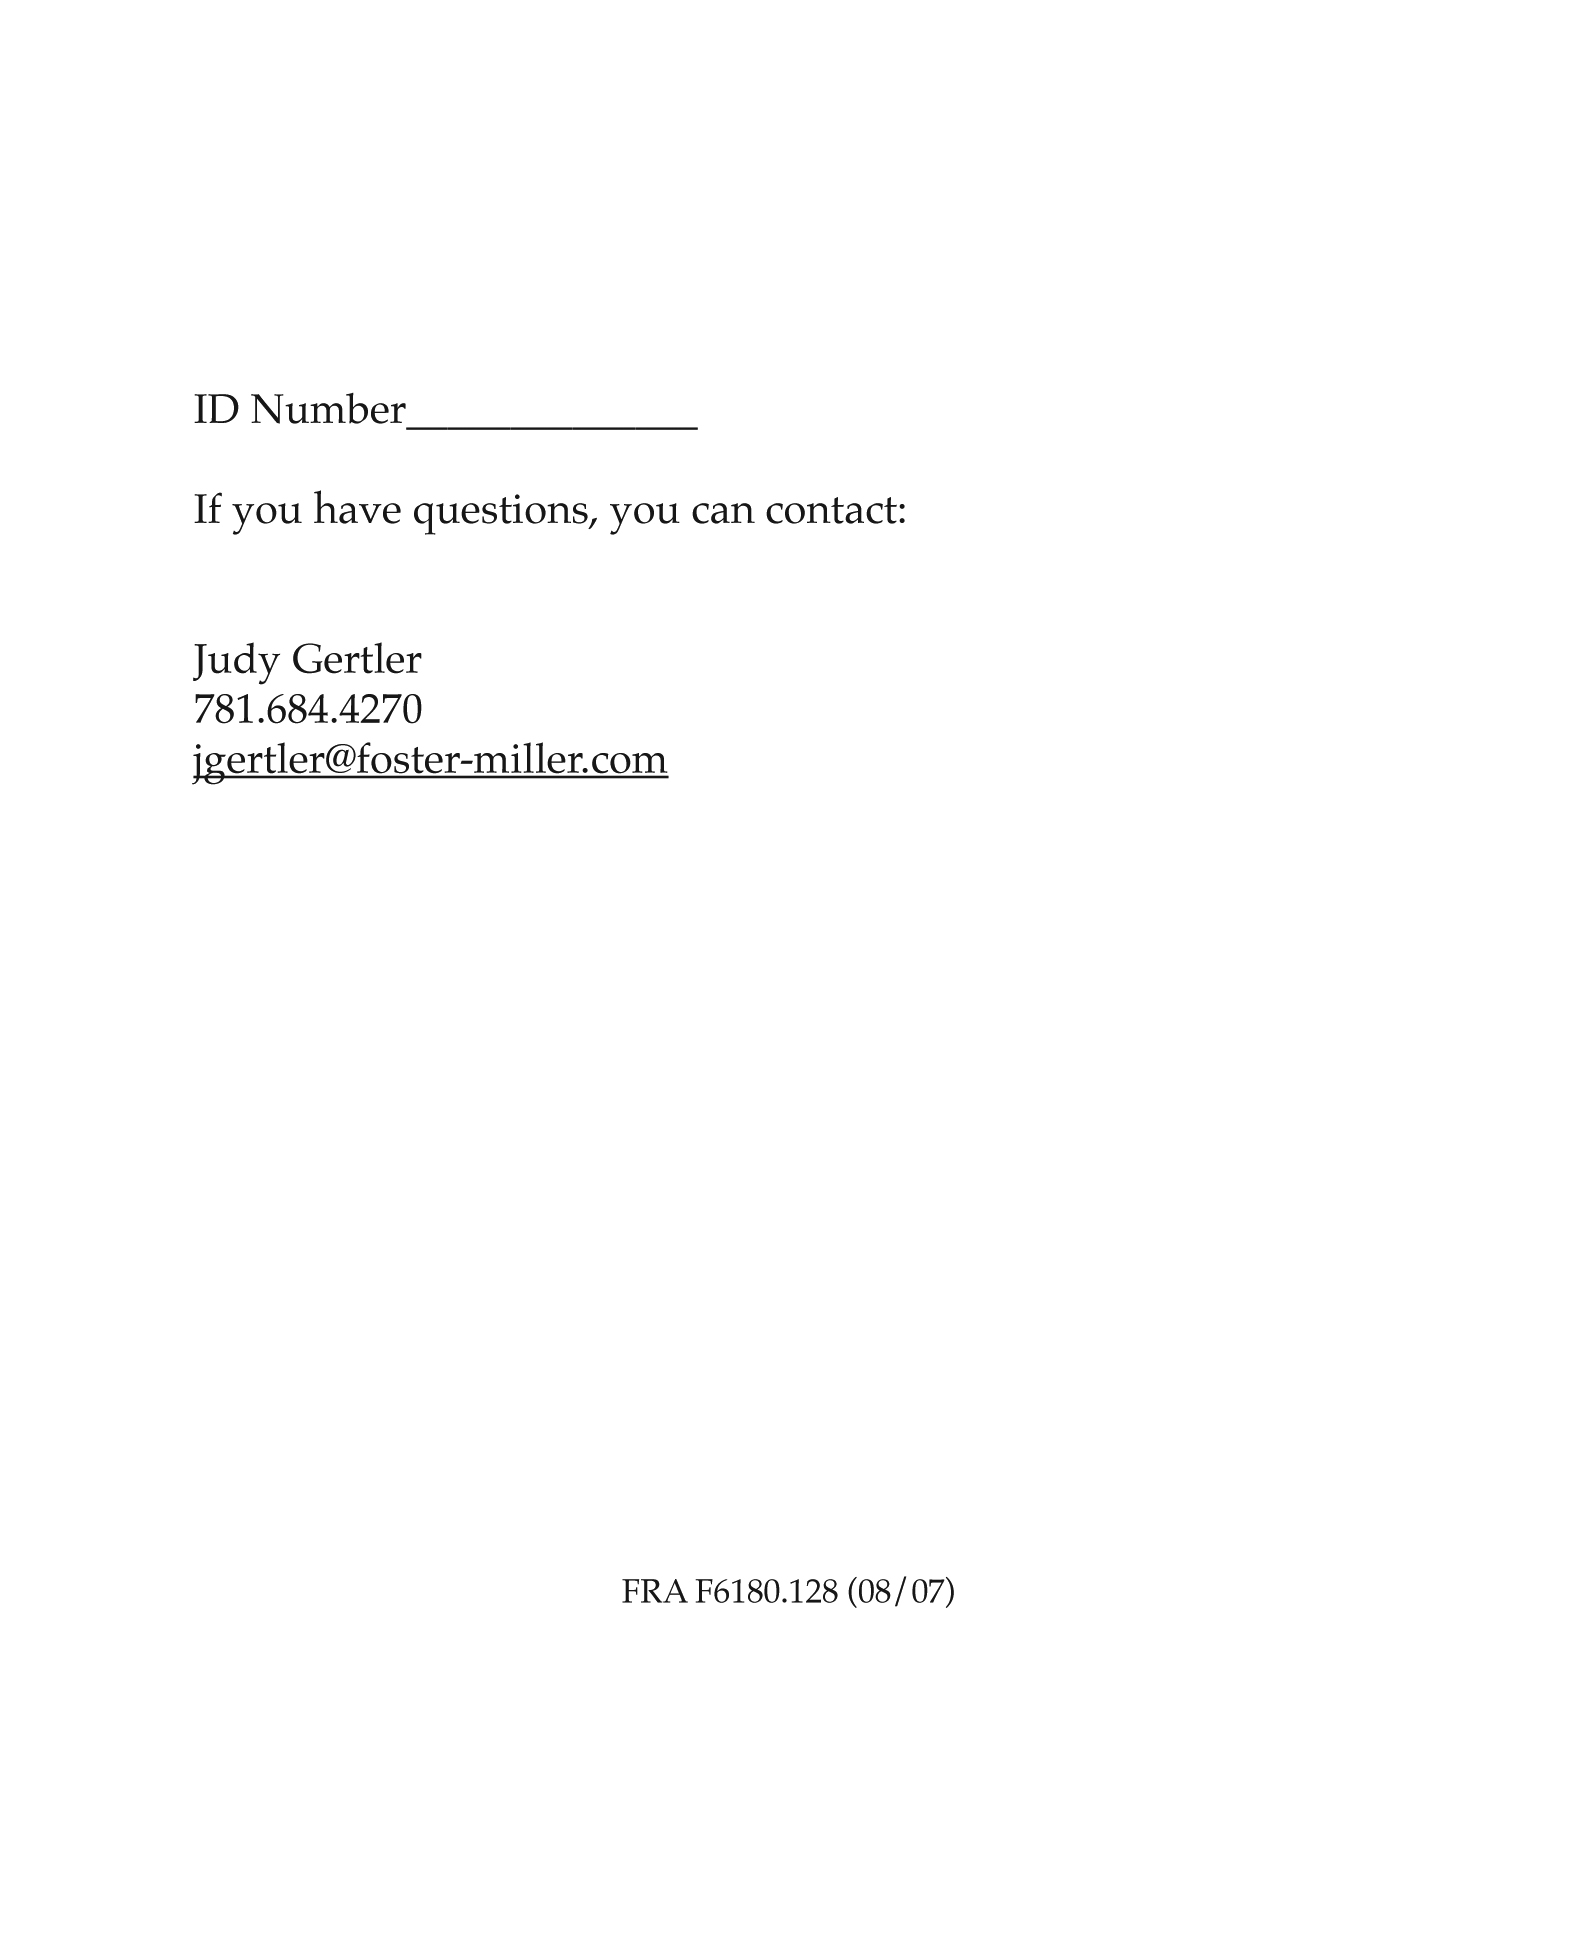 ID Number______________
If you have questions, you can contact:
Judy Gertler
781.684.4270
jgertler@foster-miller.com
FRA F6180.128 (08/07)